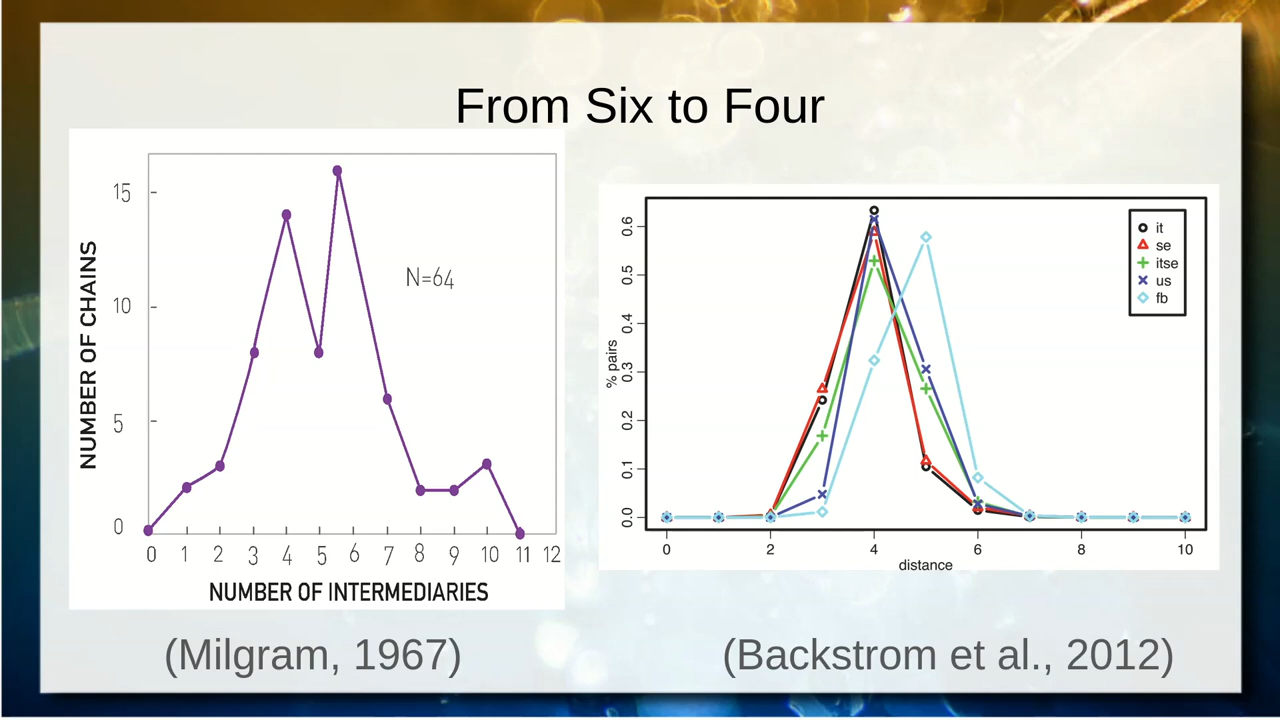 From Six to Four
NUMBER OF CHAINS
15
10
5
0
N=64
0 1 2 3 4 5 6 7 8 9 10 11 12
NUMBER OF INTERMEDIARIES
(Milgram, 1967)
% pairs
0.6
0.5
0.4
0.3
0.2
0.1
0.0
it
se
itse
us
fb
0 2 4 6 8 10
distance
(Backstrom et al., 2012)